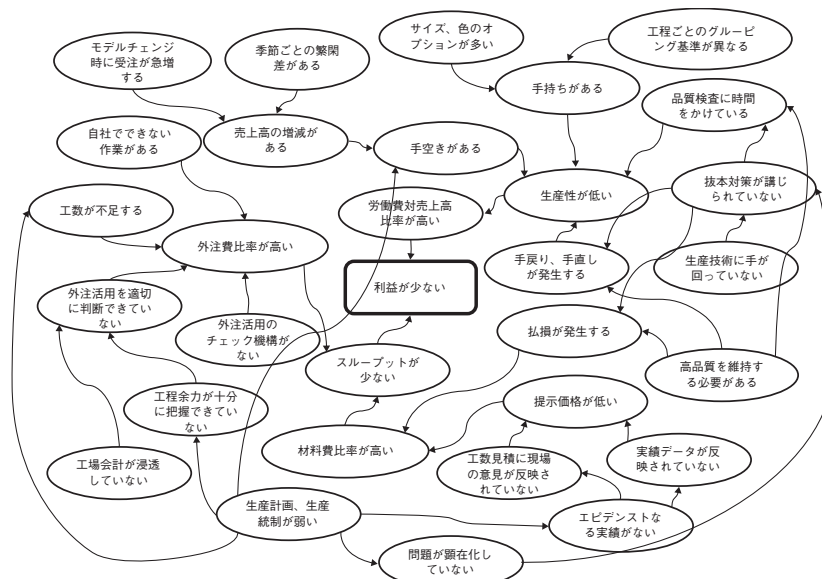 モデルチェンジ
時に受注が急増
する
季節ごとの繁閑
差がある
サイズ、色のオ
プションが多い
工程ごとのグルーピ
ング基準が異なる
手持ちがある
品質検査に時間
をかけている
自社でできない
作業がある
売上高の増減が
ある
手空きがある
生産性が低い
抜本対策が講じ
られていない
工数が不足する
労働費対売上高
比率が高い
外注費比率が高い
手戻り、手直し
が発生する
生産技術に手が
回っていない
利益が少ない
外注活用を適切
に判断できてい
ない
外注活用の
チェック機構が
ない
払損が発生する
スループットが
少ない
高品質を維持す
る必要がある
工程余力が十分
に把握できてい
ない
提示価格が低い
材料費比率が高い
工場会計が浸透
していない
工数見積に現場
の意見が反映さ
れていない
実績データが反
映されていない
生産計画、生産
統制が弱い
エビデンストな
る実績がない
問題が顕在化し
ていない